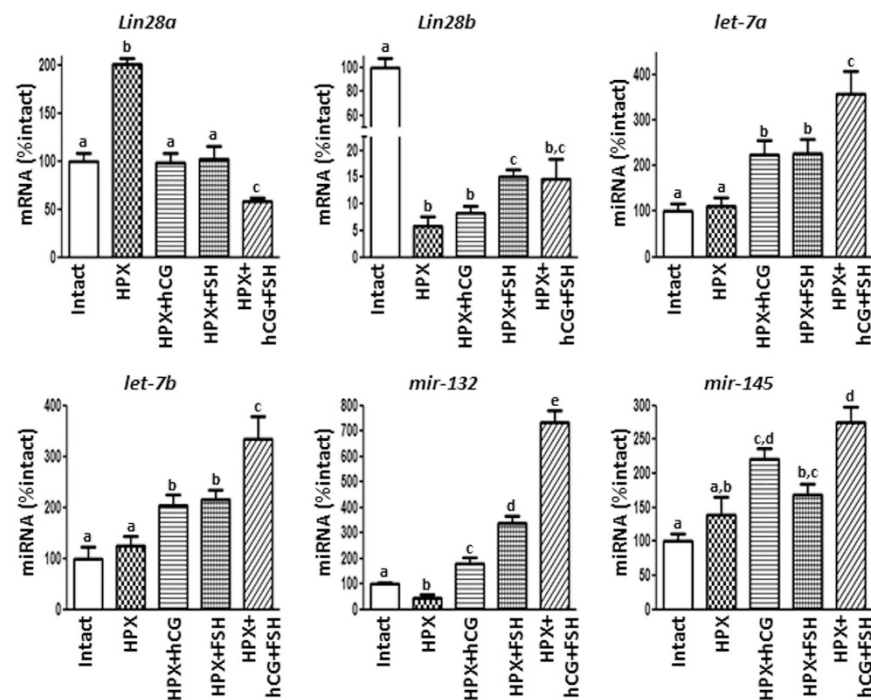 Lin28a
mRNA (%intact)
200
150
100
50
0
a
b
a
a
c
Intact
HPX
HPX+hCG
HPX+FSH
HPX+
hCG+FSH
Lin28b
mRNA (%intact)
100
80
60
20
15
10
5
0
a
b
b
c
b,c
Intact
HPX
HPX+hCG
HPX+FSH
HPX+
hCG+FSH
let-7a
miRNA (%intact)
400
300
200
100
0
a
a
b
b
c
Intact
HPX
HPX+hCG
HPX+FSH
HPX+
hCG+FSH
let-7b
miRNA (%intact)
400
300
200
100
0
a
a
b
b
c
Intact
HPX
HPX+hCG
HPX+FSH
HPX+
hCG+FSH
mir-132
miRNA (%intact)
800
700
600
500
400
300
200
100
0
a
b
c
d
e
Intact
HPX
HPX+hCG
HPX+FSH
HPX+
hCG+FSH
mir-145
miRNA (%intact)
300
250
200
150
100
50
0
a
a,b
c,d
b,c
d
Intact
HPX
HPX+hCG
HPX+FSH
HPX+
hCG+FSH